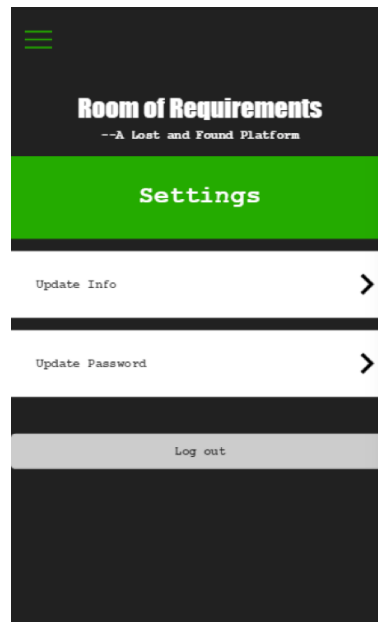 Room of Requirements
--A Lost and Found Platform
Settings
Update Info
Update Password
Log out